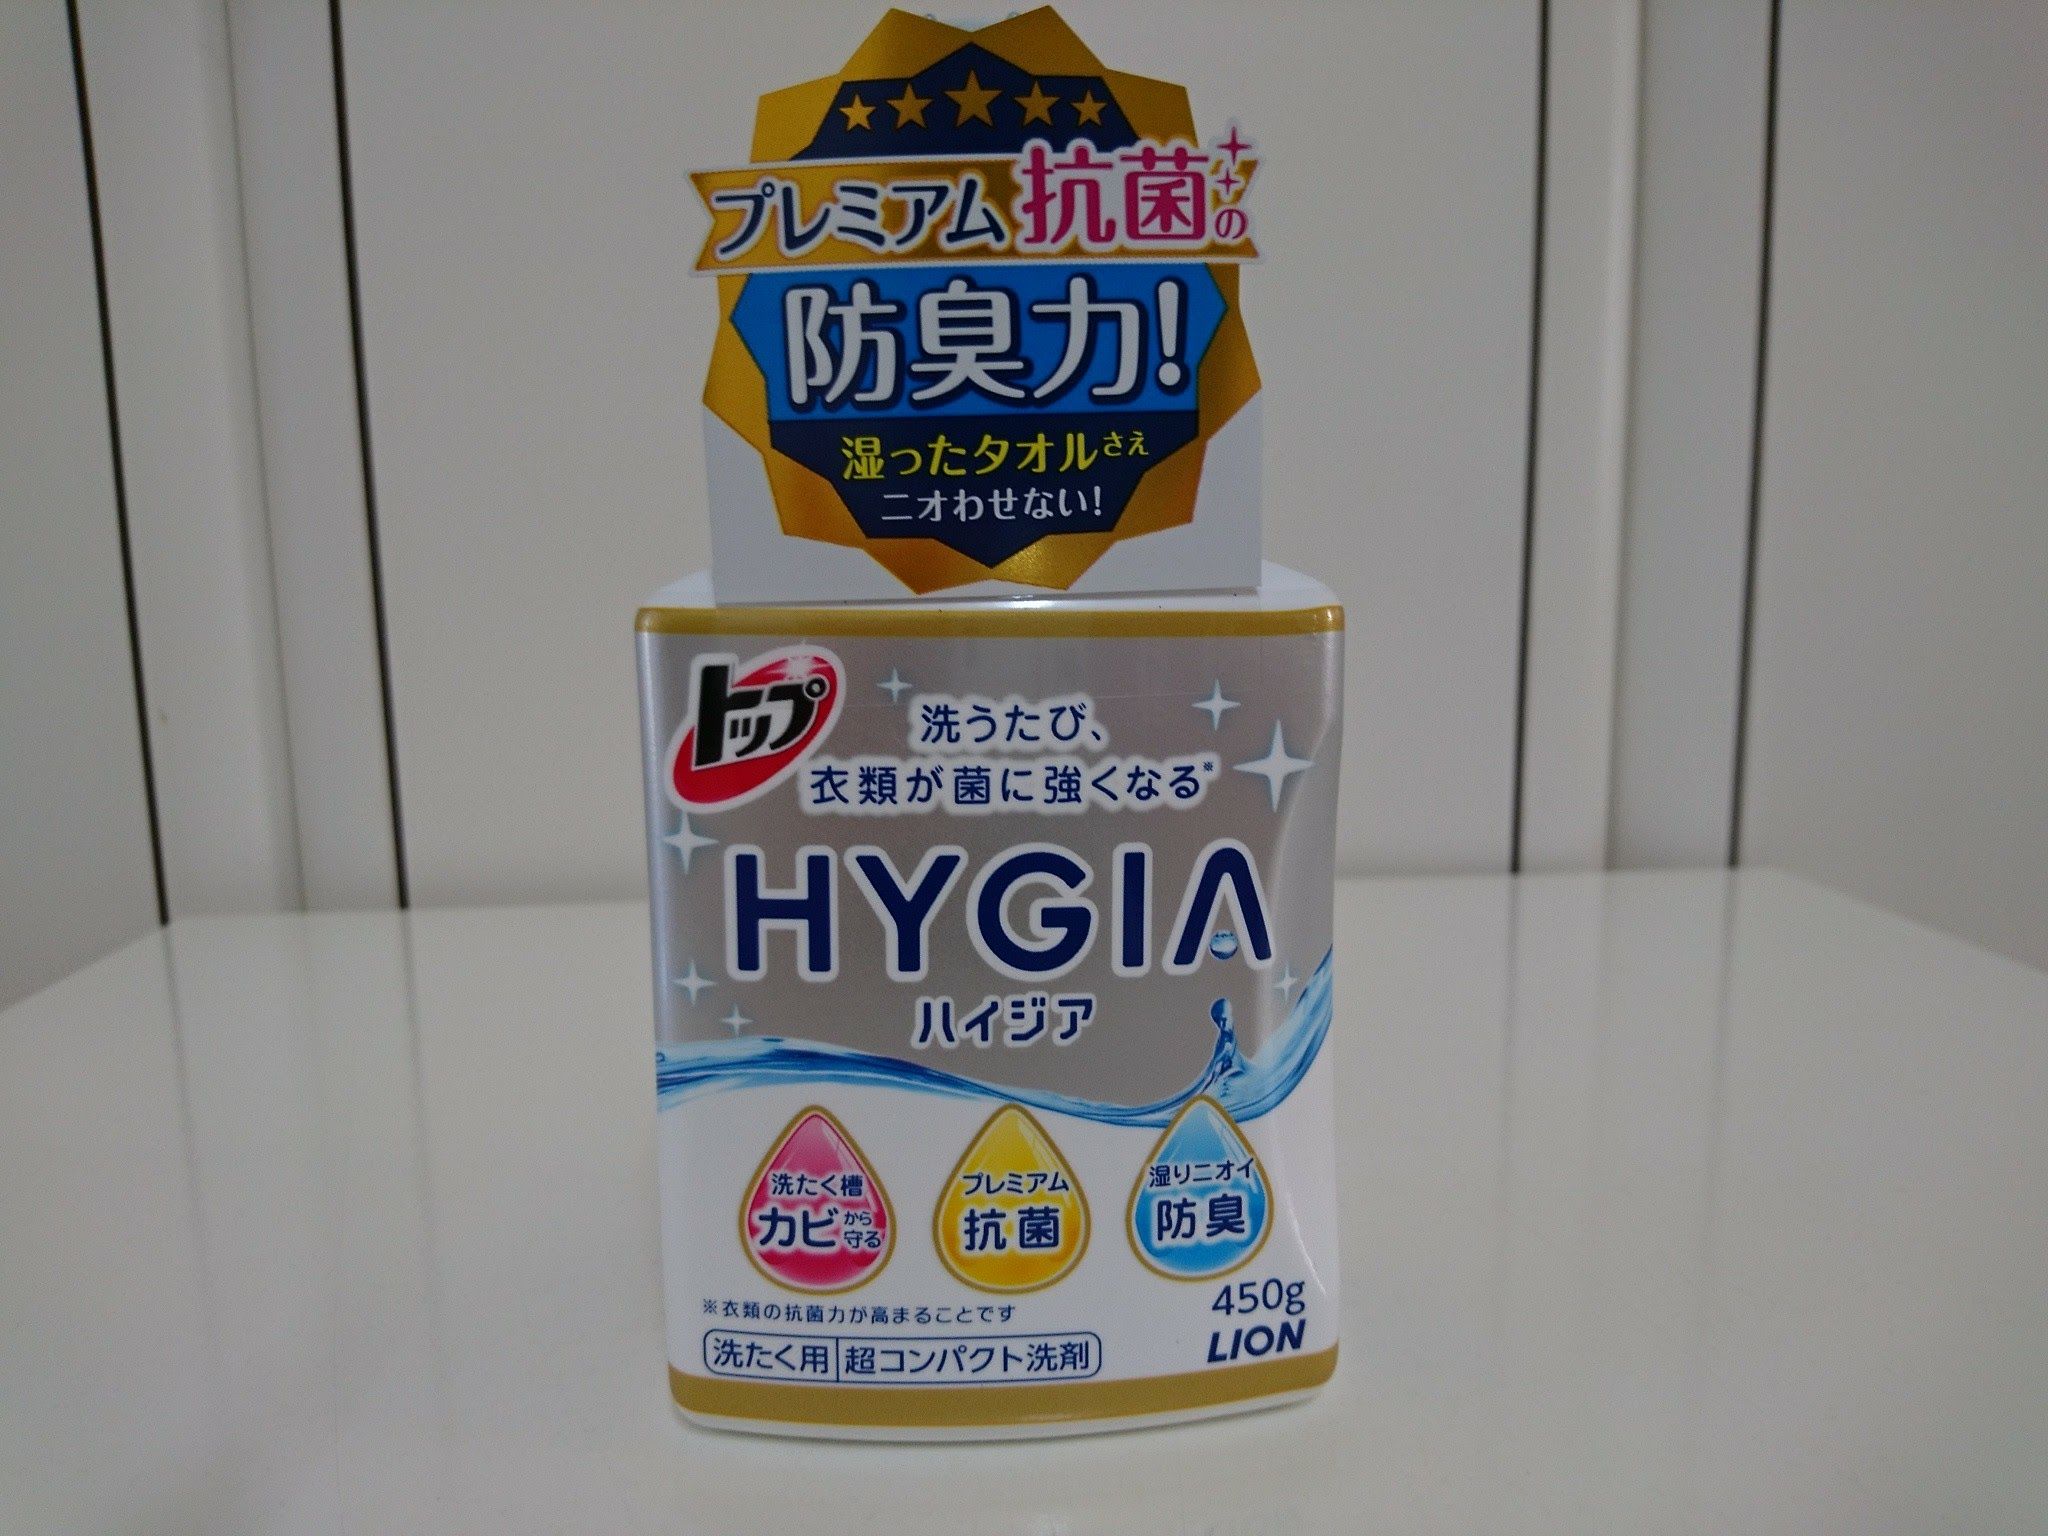 プレミアム抗菌の
防臭力!
湿ったタオルさえ
ニオわせない!
トップ
洗うたび、
衣類が菌に強くなる※
HYGIA
ハイジア
洗たく槽
カビから守る
プレミアム
抗菌
湿りニオイ
防臭
※衣類の抗菌力が高まることです
450g
洗たく用 超コンパクト洗剤
LION